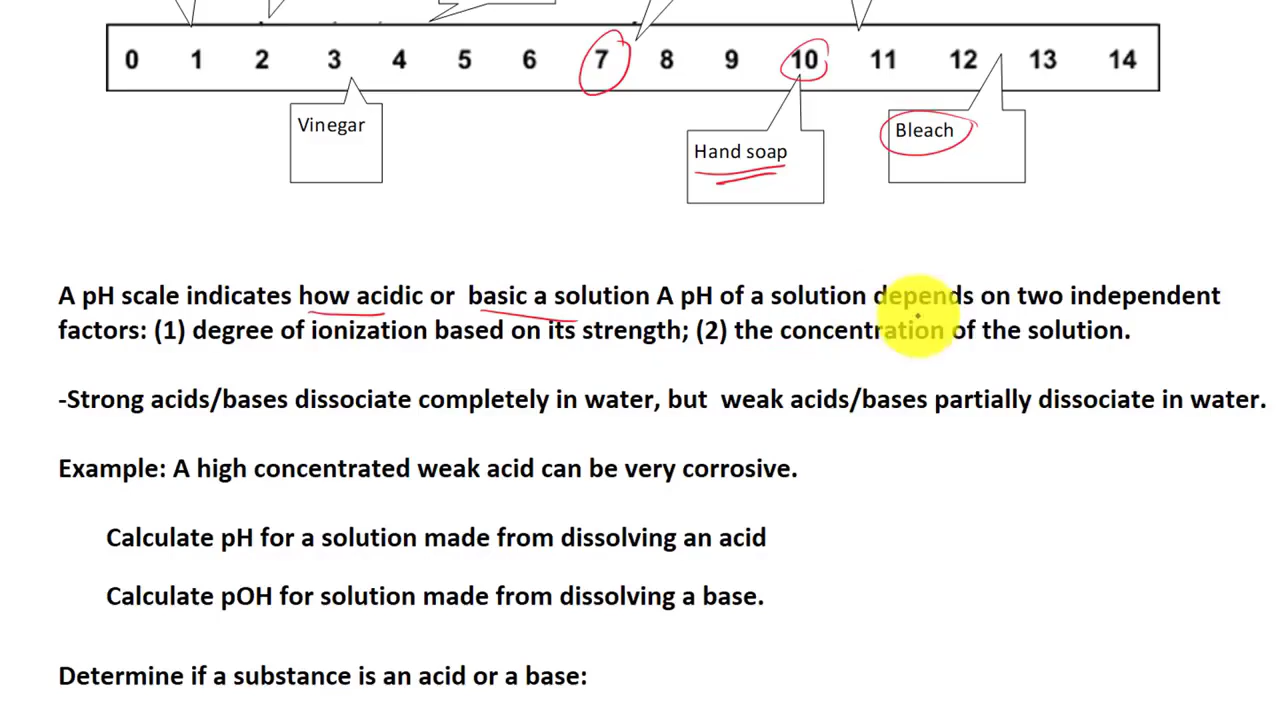 0 1 2 3 4 5 6 7 8 9 10 11 12 13 14
Vinegar
Bleach
Hand soap
A pH scale indicates how acidic or basic a solution A pH of a solution depends on two independent
factors: (1) degree of ionization based on its strength; (2) the concentration of the solution.
-Strong acids/bases dissociate completely in water, but weak acids/bases partially dissociate in water.
Example: A high concentrated weak acid can be very corrosive.
Calculate pH for a solution made from dissolving an acid
Calculate pOH for solution made from dissolving a base.
Determine if a substance is an acid or a base: